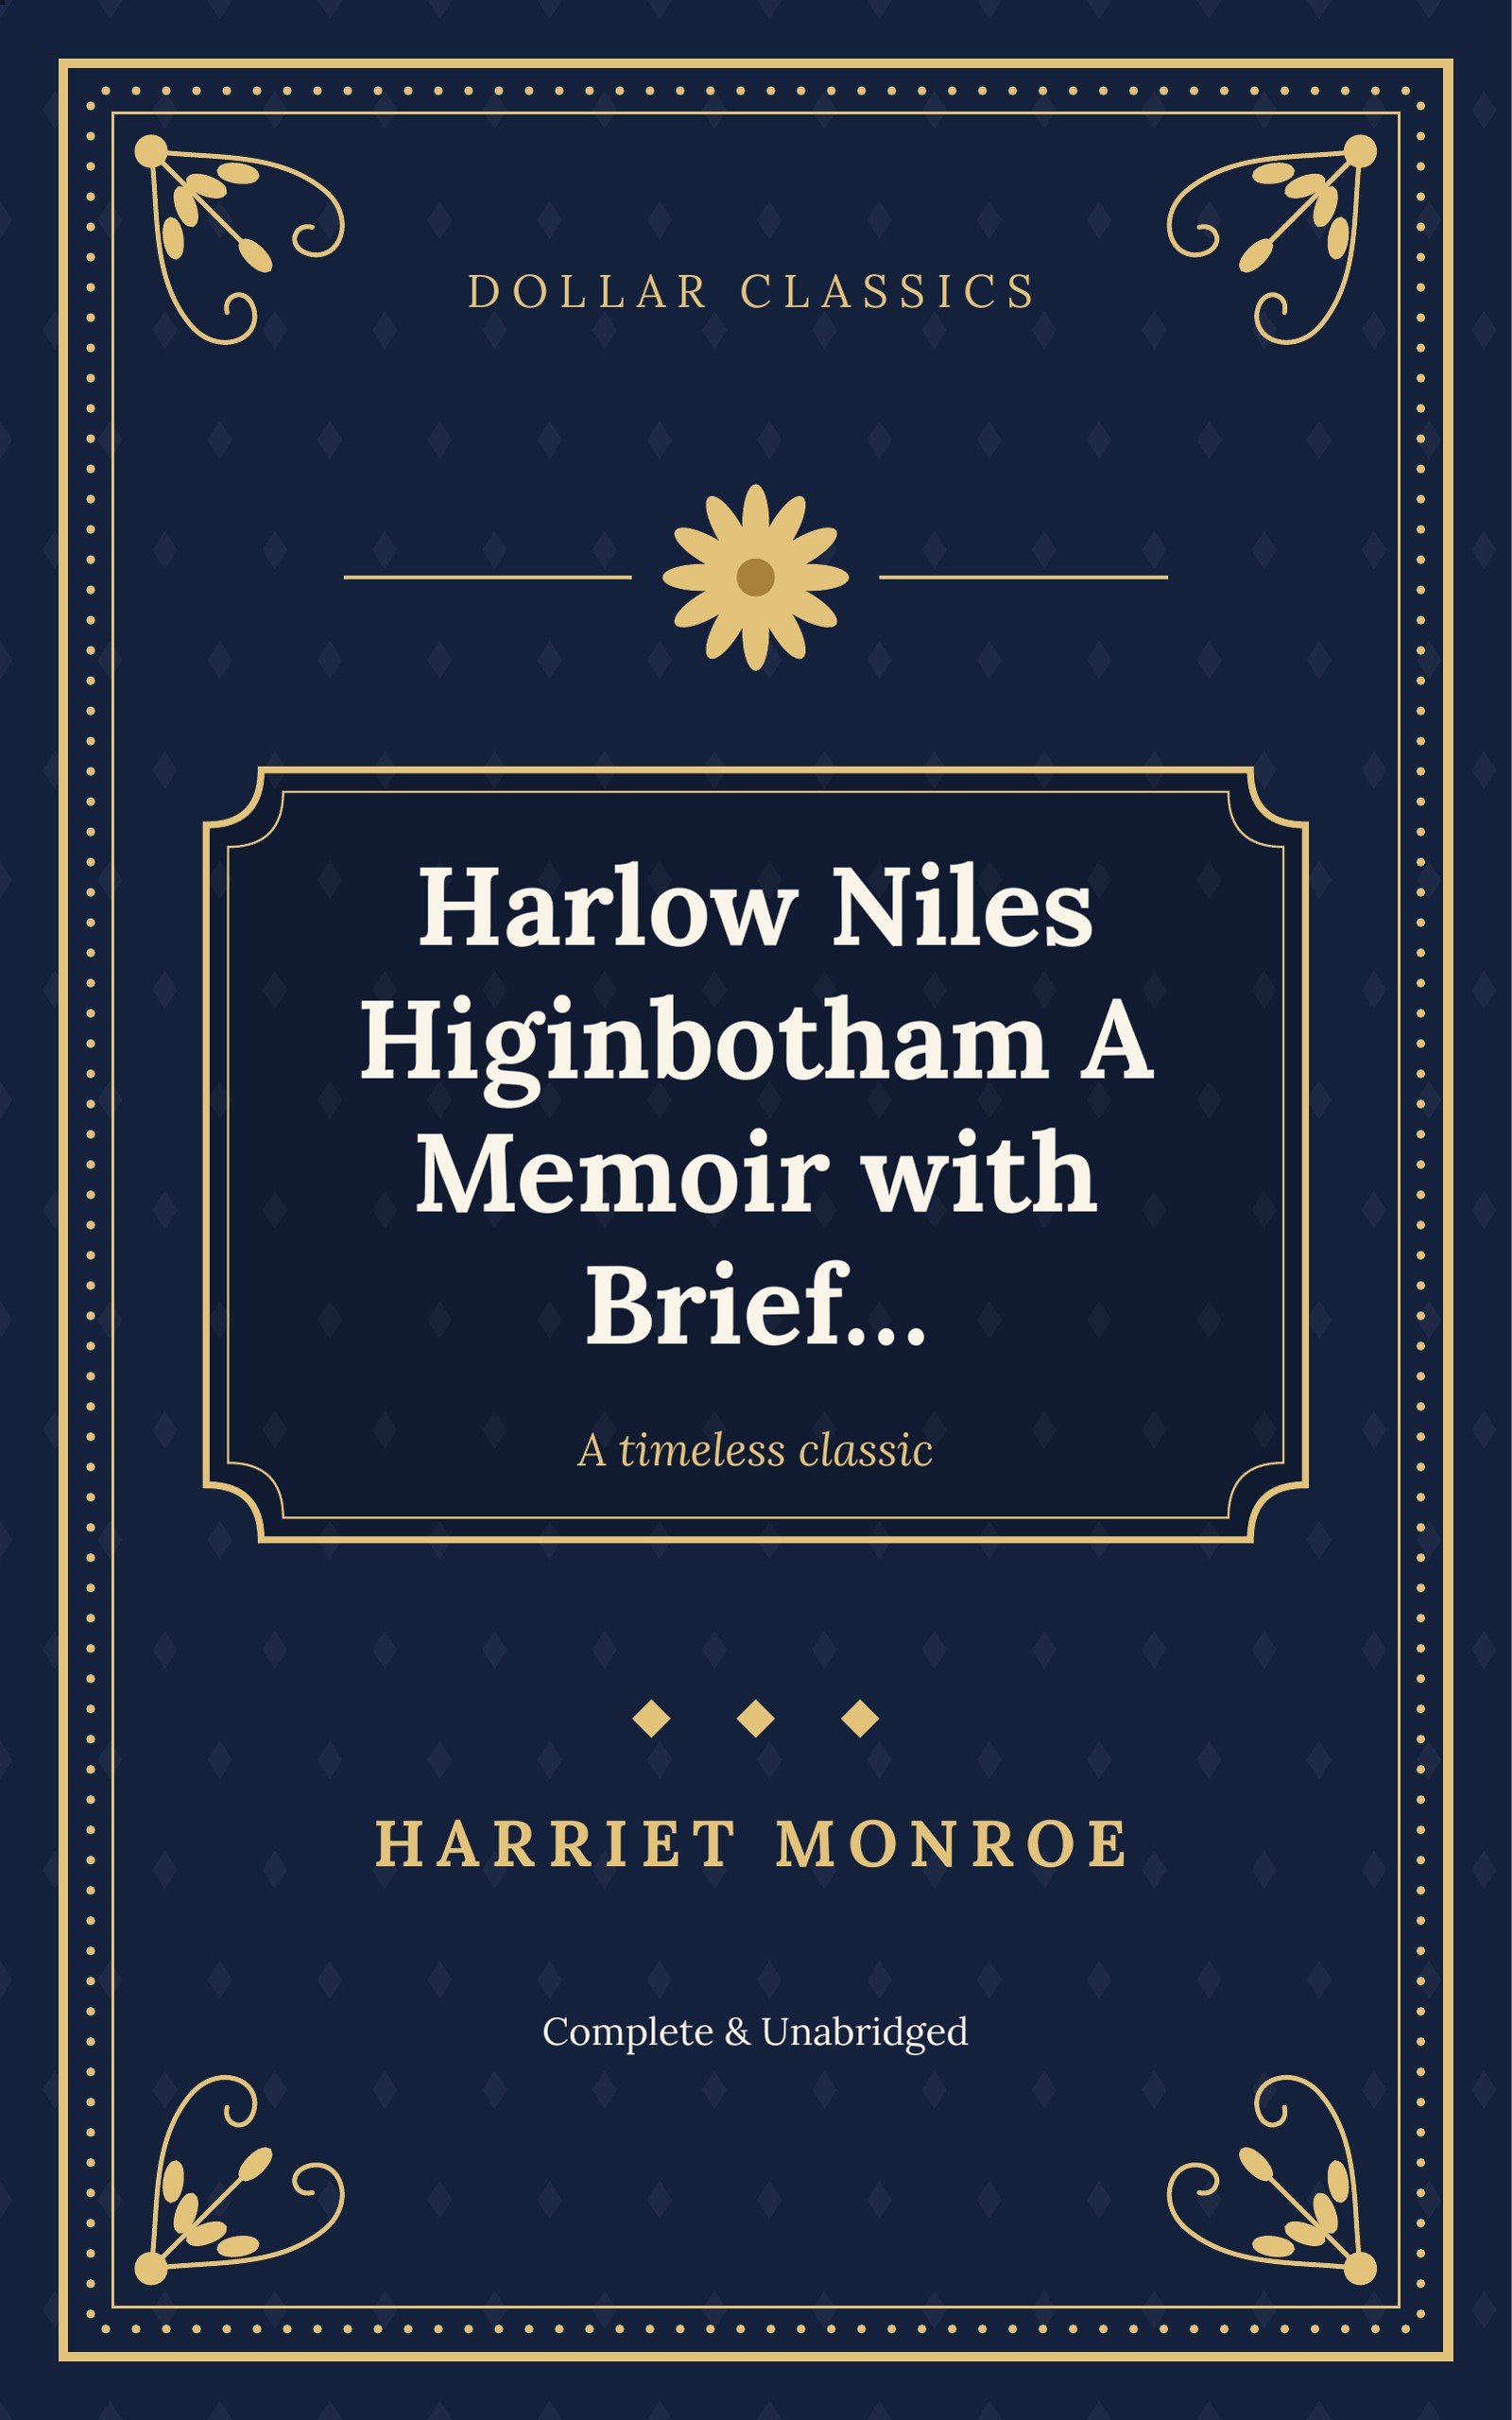 DOLLAR CLASSICS
Harlow Niles
Higinbotham A
Memoir with
Brief...
A timeless classic
HARRIET MONROE
Complete & Unabridged